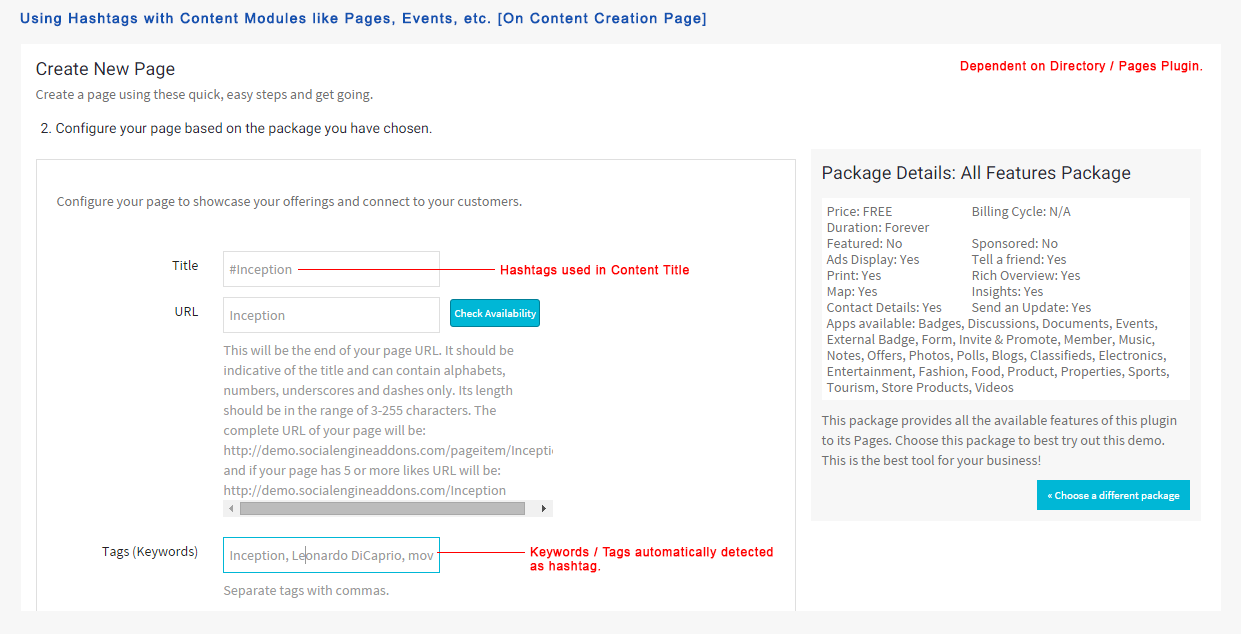 Using Hashtags with Content Modules like Pages, Events, etc. [On Content Creation Page]
Create New Page
Dependent on Directory / Pages Plugin.
Create a page using these quick, easy steps and get going.
2. Configure your page based on the package you have chosen.
Configure your page to showcase your offerings and connect to your customers.
Title
#Inception
Hashtags used in Content Title
URL
Inception
Check Availability
This will be the end of your page URL. It should be
indicative of the title and can contain alphabets,
numbers, underscores and dashes only. Its length
should be in the range of 3-255 characters. The
complete URL of your page will be:
http://demo.socialengineaddons.com/pageitem/Incepti
and if your page has 5 or more likes URL will be:
http://demo.socialengineaddons.com/Inception
Tags (Keywords)
Inception, Leonardo DiCaprio, mov
Keywords / Tags automatically detected
as hashtag.
Separate tags with commas.
Package Details: All Features Package
Price: FREE Billing Cycle: N/A
Duration: Forever
Featured: No Sponsored: No
Ads Display: Yes Tell a friend: Yes
Print: Yes Rich Overview: Yes
Map: Yes Insights: Yes
Contact Details: Yes Send an Update: Yes
Apps available: Badges, Discussions, Documents, Events,
External Badge, Form, Invite & Promote, Member, Music,
Notes, Offers, Photos, Polls, Blogs, Classifieds, Electronics,
Entertainment, Fashion, Food, Product, Properties, Sports,
Tourism, Store Products, Videos
This package provides all the available features of this plugin
to its Pages. Choose this package to best try out this demo.
This is the best tool for your business!
« Choose a different package